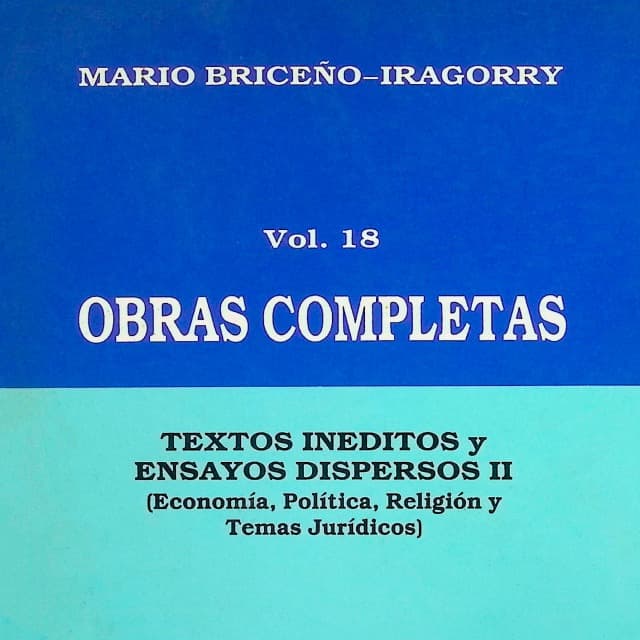 MARIO BRICEÑO–IRAGORRY
Vol. 18
OBRAS COMPLETAS
TEXTOS INEDITOS y
ENSAYOS DISPERSOS II
(Economía, Política, Religión y
Temas Jurídicos)